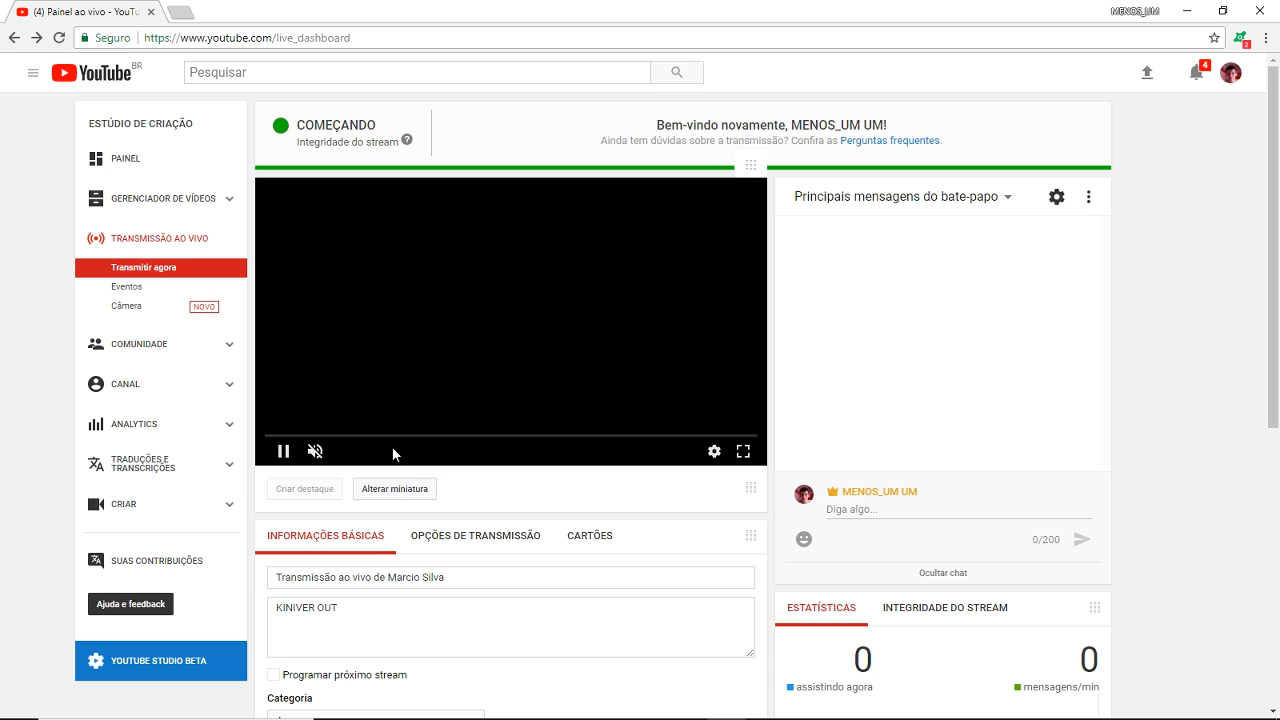 (4) Painel ao vivo - YouTu
MENOS_UM
Seguro
https://www.youtube.com/live_dashboard
2
YouTube BR
Pesquisar
4
ESTÚDIO DE CRIAÇÃO
PAINEL
GERENCIADOR DE VÍDEOS
TRANSMISSÃO AO VIVO
Transmitir agora
Eventos
Câmera
NOVO
COMUNIDADE
CANAL
ANALYTICS
TRADUÇÕES E
TRANSCRIÇÕES
CRIAR
SUAS CONTRIBUIÇÕES
Ajuda e feedback
YOUTUBE STUDIO BETA
COMEÇANDO
Integridade do stream ?
Bem-vindo novamente, MENOS_UM UM!
Ainda tem dúvidas sobre a transmissão? Confira as Perguntas frequentes.
Criar destaque
Alterar miniatura
INFORMAÇÕES BÁSICAS
OPÇÕES DE TRANSMISSÃO
CARTÕES
Transmissão ao vivo de Marcio Silva
KINIVER OUT
Programar próximo stream
Categoria
Principais mensagens do bate-papo
MENOS_UM UM
Diga algo...
0/200
Ocultar chat
ESTATÍSTICAS
INTEGRIDADE DO STREAM
0
assistindo agora
0
mensagens/min